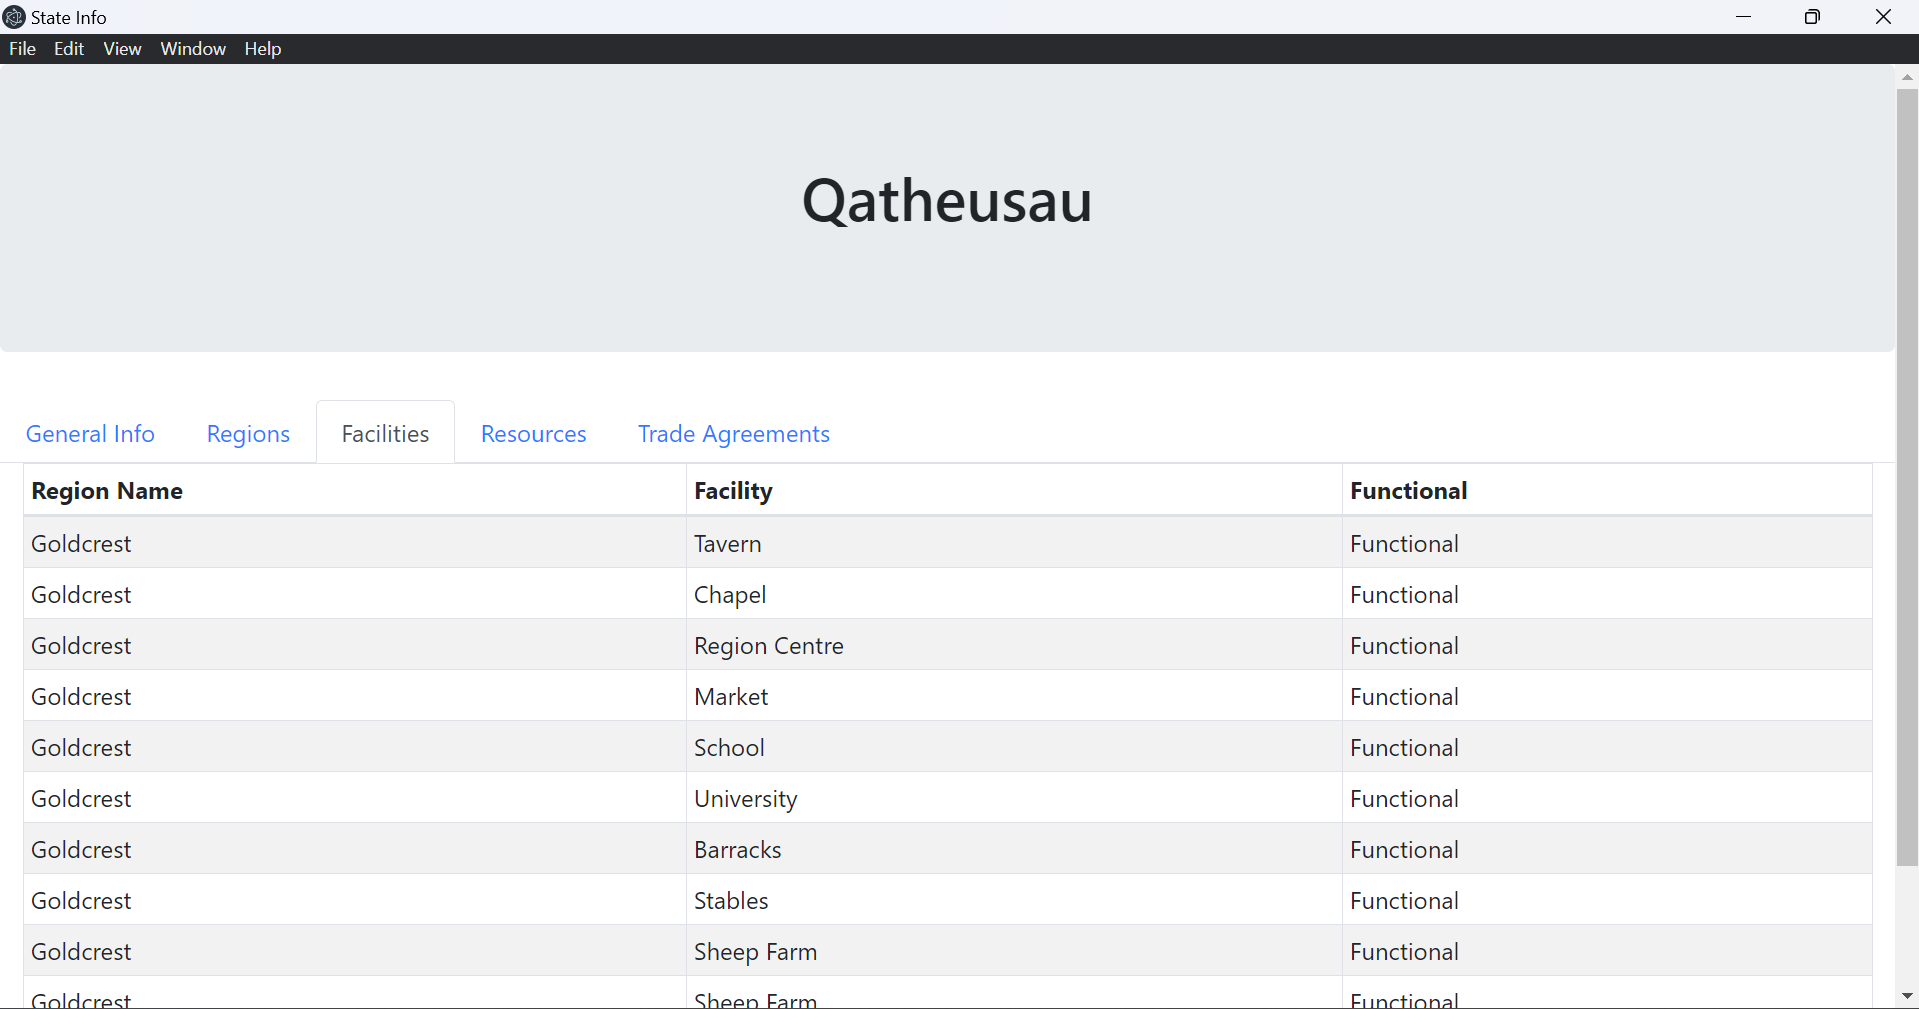 State Info
File Edit View Window Help
Qatheusau
General Info Regions Facilities Resources Trade Agreements
Region Name Facility Functional
Goldcrest Tavern Functional
Goldcrest Chapel Functional
Goldcrest Region Centre Functional
Goldcrest Market Functional
Goldcrest School Functional
Goldcrest University Functional
Goldcrest Barracks Functional
Goldcrest Stables Functional
Goldcrest Sheep Farm Functional
Goldcrest Sheep Farm Functional